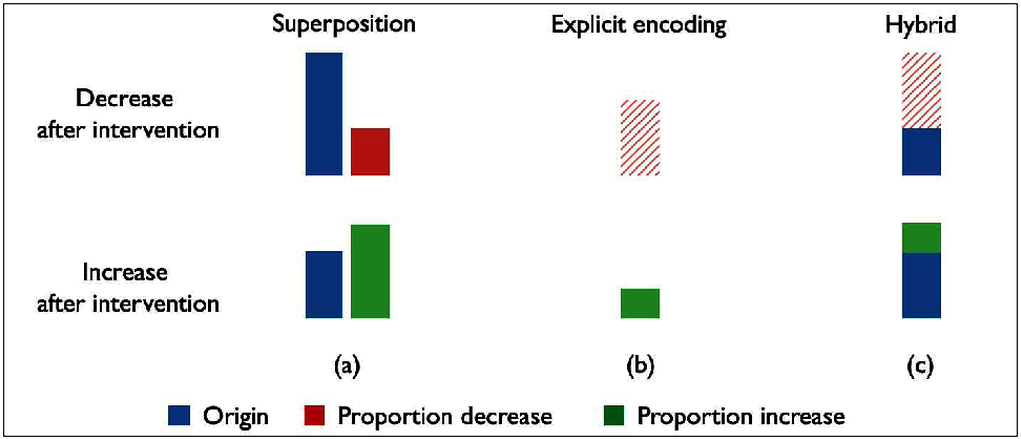 Superposition Explicit encoding Hybrid
Decrease
after intervention
Increase
after intervention
(a) (b) (c)
Origin Proportion decrease Proportion increase